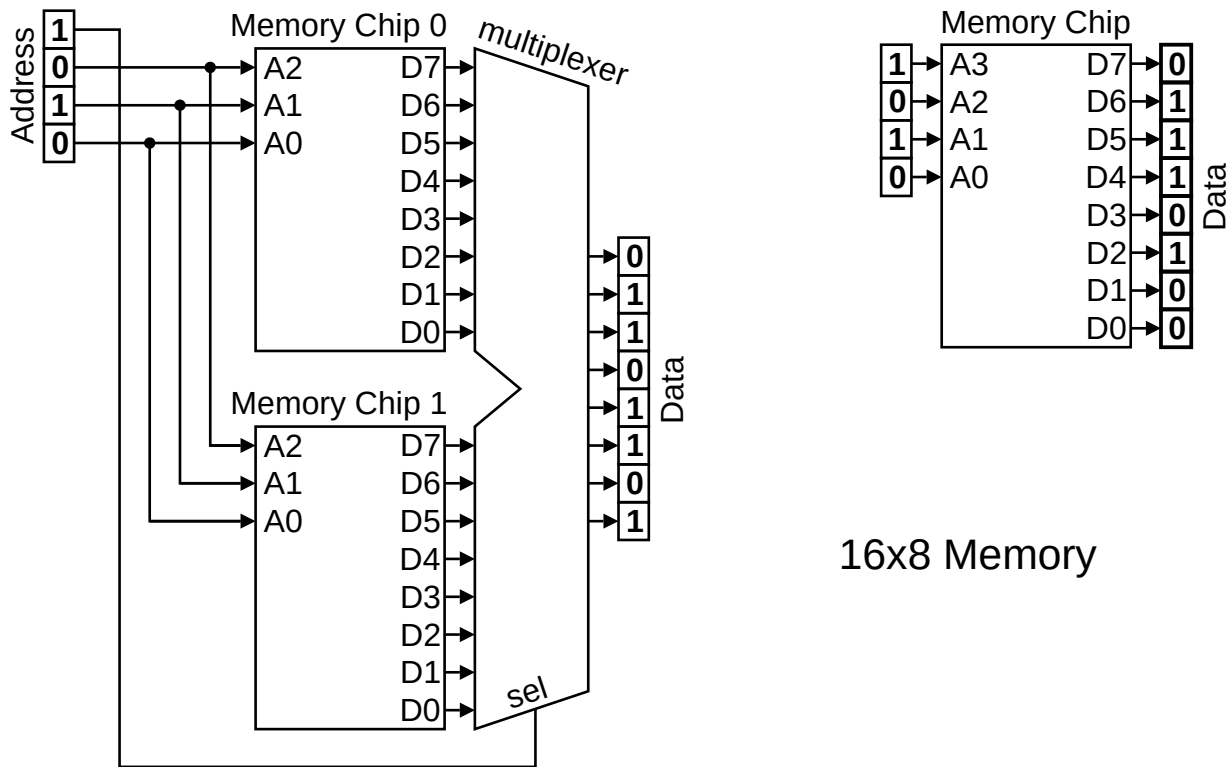 Address
1
0
1
0
Memory Chip 0
A2
A1
A0
D7
D6
D5
D4
D3
D2
D1
D0
Memory Chip 1
A2
A1
A0
D7
D6
D5
D4
D3
D2
D1
D0
multiplexer
sel
0
1
1
0
1
1
0
1
Data
Memory Chip
1
0
1
0
A3
A2
A1
A0
D7
D6
D5
D4
D3
D2
D1
D0
0
1
1
1
0
1
0
0
Data
16x8 Memory